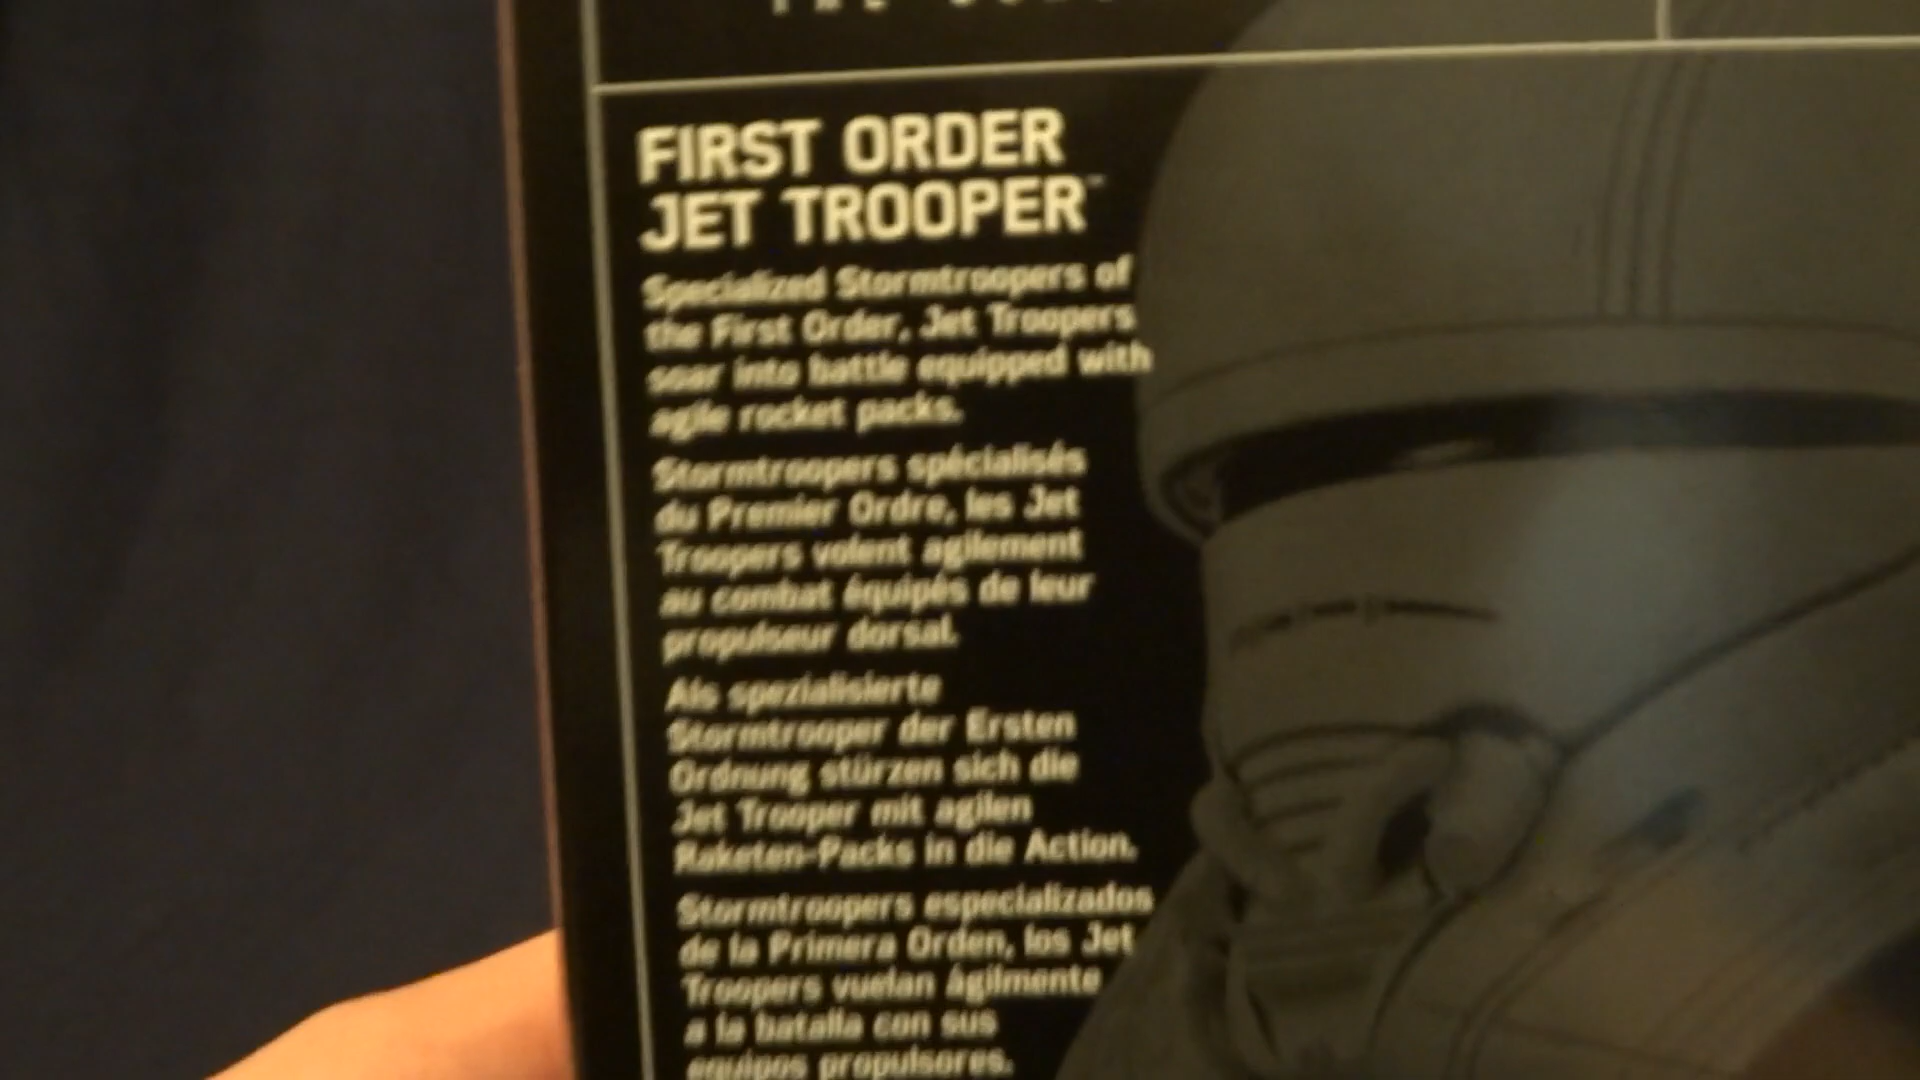 FIRST ORDER
JET TROOPER™
Specialized Stormtroopers of
the First Order, Jet Troopers
soar into battle equipped with
agile rocket packs.
Stormtroopers spécialisés
du Premier Ordre, les Jet
Troopers volent agilement
au combat équipés de leur
propulseur dorsal.
Als spezialisierte
Stormtrooper der Ersten
Ordnung stürzen sich die
Jet Trooper mit agilen
Raketen-Packs in die Action.
Stormtroopers especializados
de la Primera Orden, los Jet
Troopers vuelan ágilmente
a la batalla con sus
equipos propulsores.